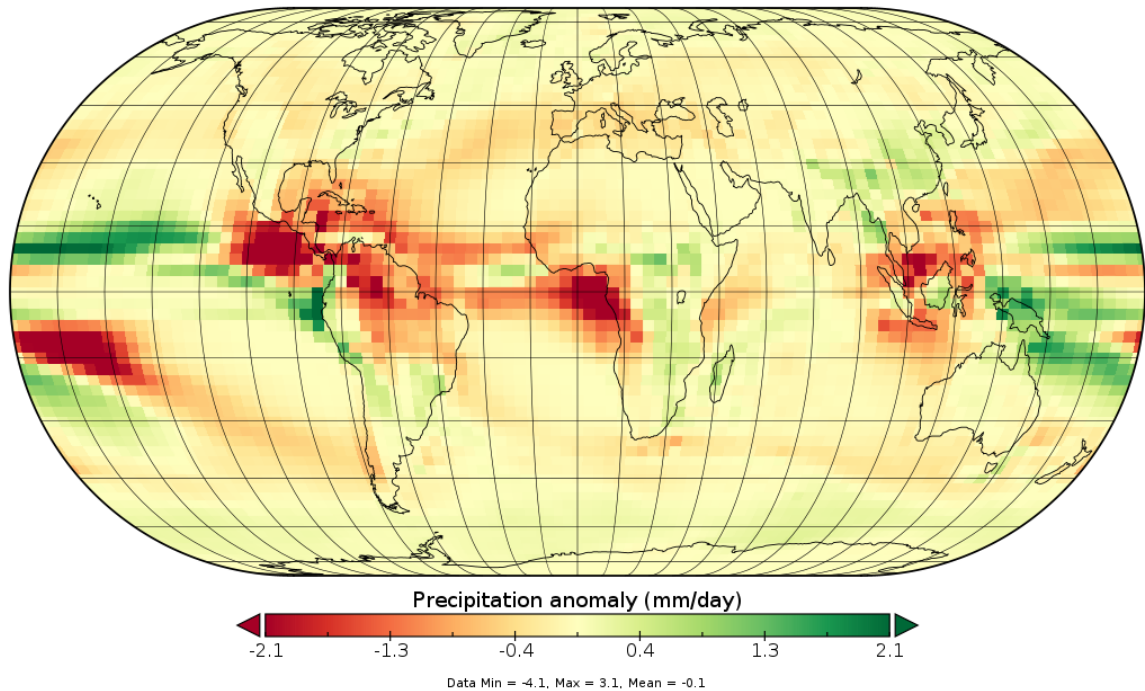 Precipitation anomaly (mm/day)
-2.1 -1.3 -0.4 0.4 1.3 2.1
Data Min = -4.1, Max = 3.1, Mean = -0.1